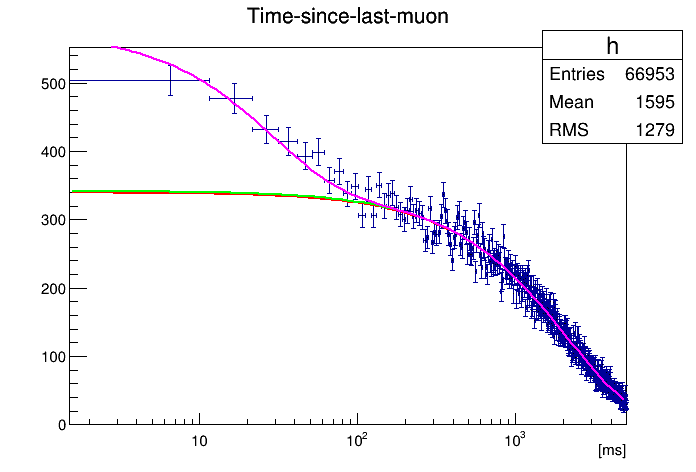 Time-since-last-muon
h
Entries 66953
Mean 1595
RMS 1279
500
400
300
200
100
0
10
10²
10³
[ms]